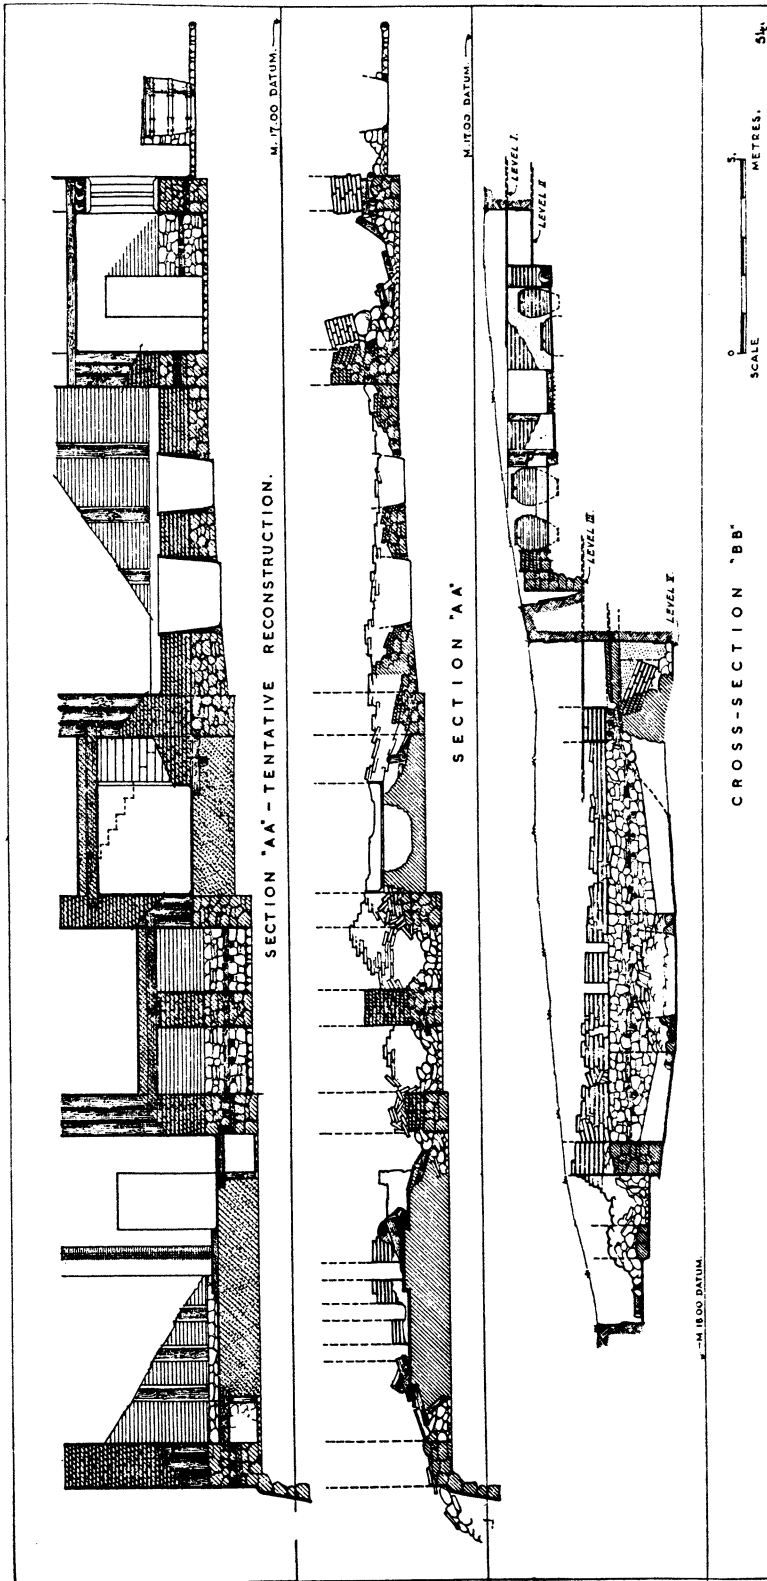 M. 17.00 DATUM.
SECTION "AA" – TENTATIVE RECONSTRUCTION.
M. 17.00 DATUM.
SECTION "AA"
LEVEL I.
LEVEL II
LEVEL III.
LEVEL V.
M 18.00 DATUM.
CROSS-SECTION "BB"
0 5.
SCALE METRES.